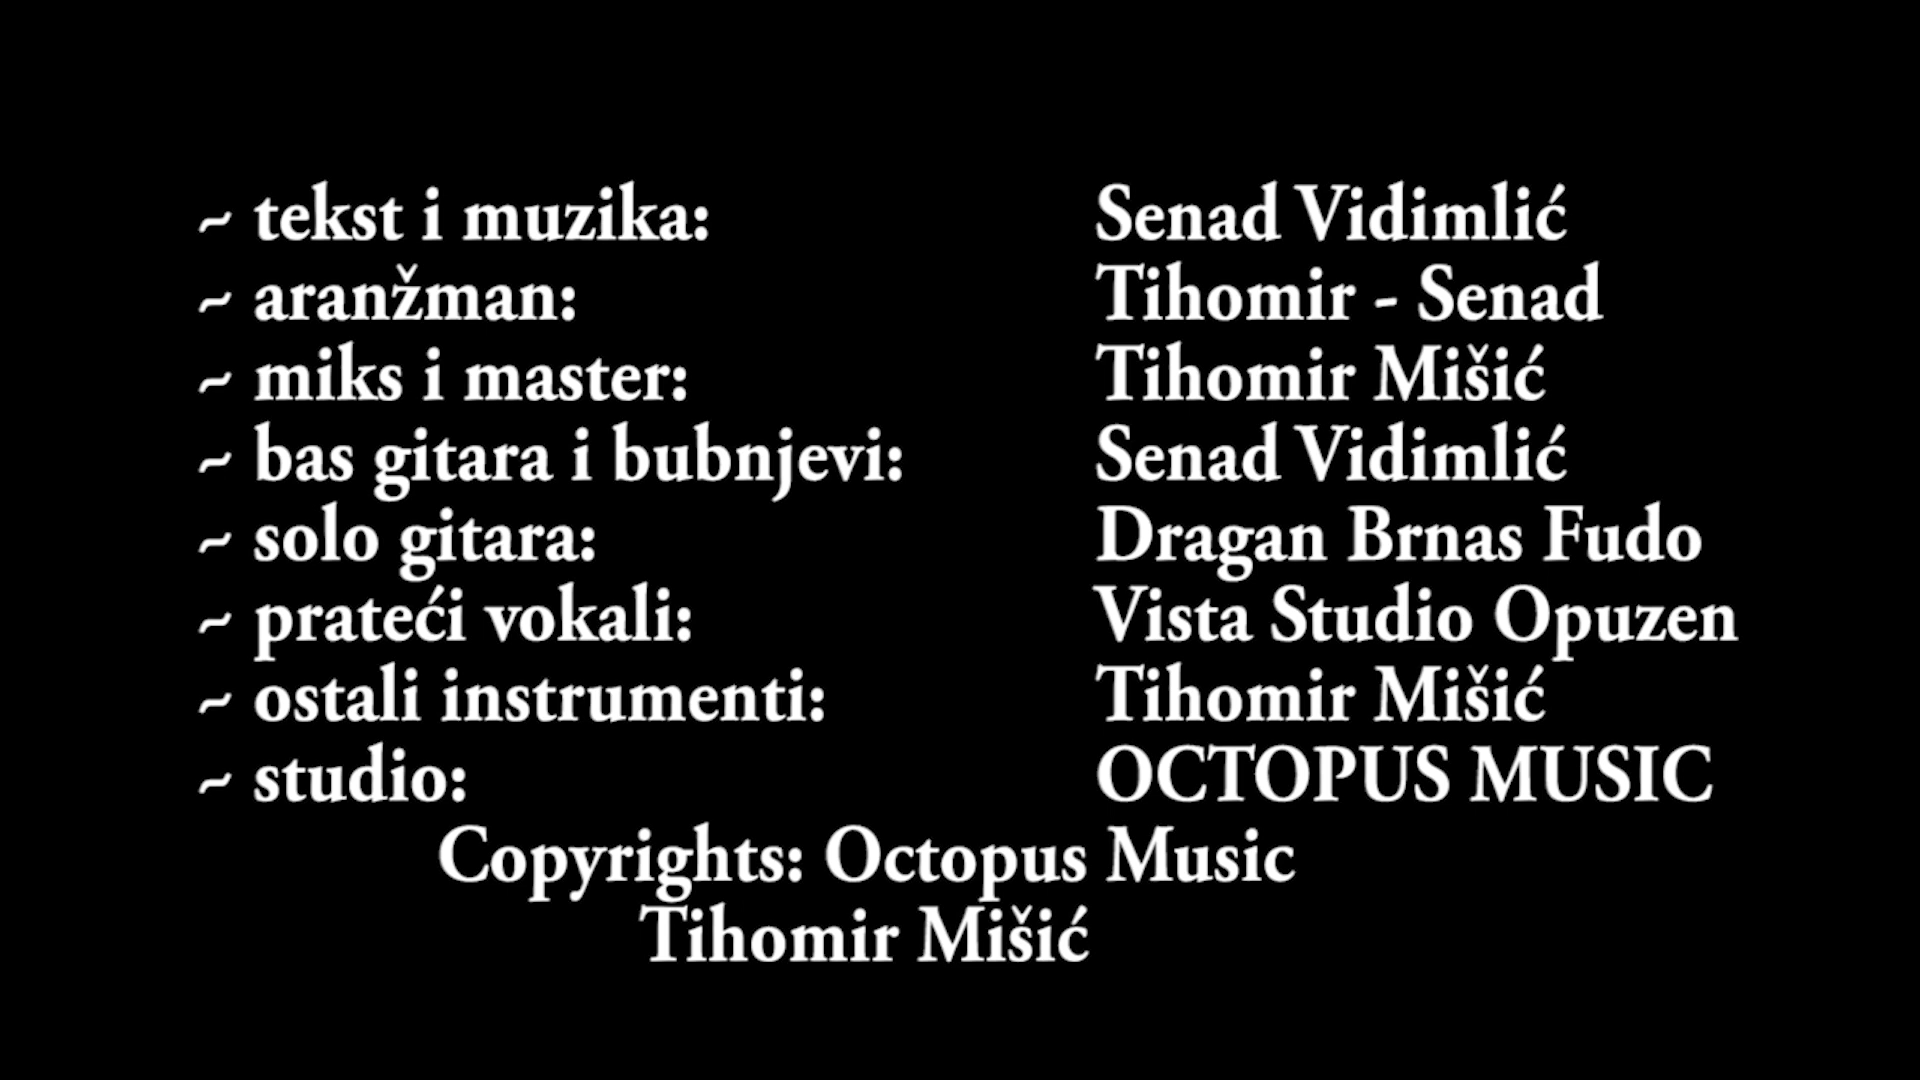 ~ tekst i muzika: Senad Vidimlić
~ aranžman: Tihomir - Senad
~ miks i master: Tihomir Mišić
~ bas gitara i bubnjevi: Senad Vidimlić
~ solo gitara: Dragan Brnas Fudo
~ prateći vokali: Vista Studio Opuzen
~ ostali instrumenti: Tihomir Mišić
~ studio: OCTOPUS MUSIC
Copyrights: Octopus Music
Tihomir Mišić